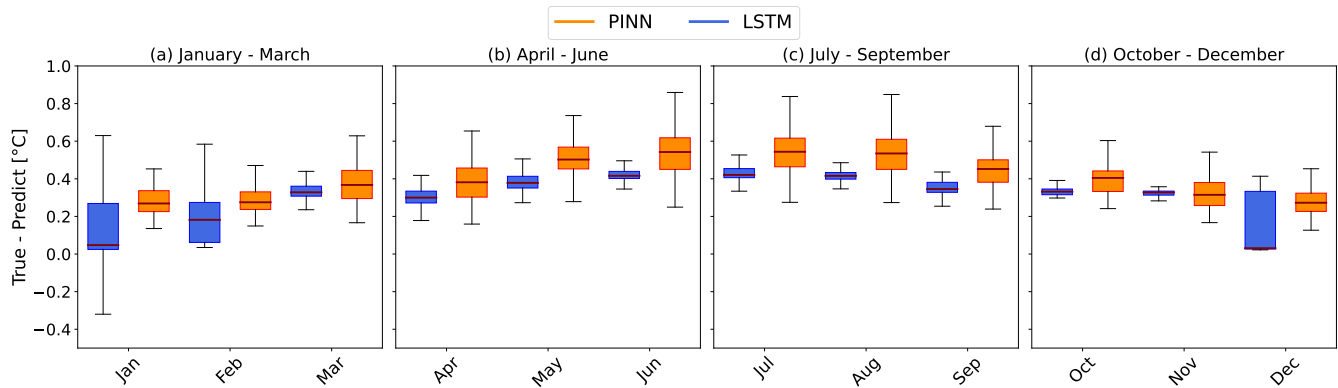 PINN LSTM
(a) January - March (b) April - June (c) July - September (d) October - December
True - Predict [°C]
1.0
0.8
0.6
0.4
0.2
0.0
−0.2
−0.4
Jan Feb Mar Apr May Jun Jul Aug Sep Oct Nov Dec